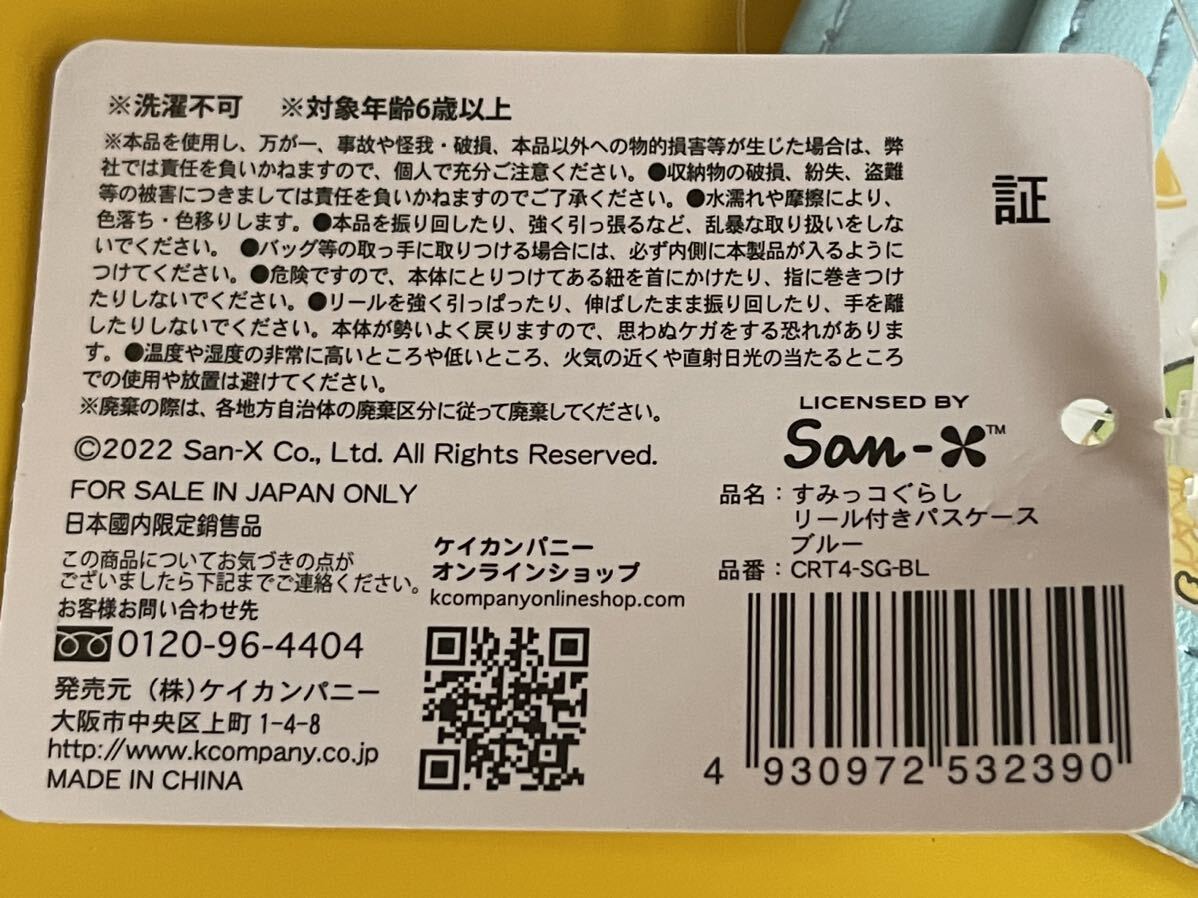 ※洗濯不可 ※対象年齢6歳以上
※本品を使用し、万が一、事故や怪我・破損、本品以外への物的損害等が生じた場合は、弊
社では責任を負いかねますので、個人で充分ご注意ください。●収納物の破損、紛失、盗難
等の被害につきましては責任を負いかねますのでご了承ください。●水濡れや摩擦により、
色落ち・色移りします。●本品を振り回したり、強く引っ張るなど、乱暴な取り扱いをしな
いでください。●バッグ等の取っ手に取りつける場合には、必ず内側に本製品が入るように
つけてください。●危険ですので、本体にとりつけてある紐を首にかけたり、指に巻きつけ
たりしないでください。●リールを強く引っぱったり、伸ばしたまま振り回したり、手を離
したりしないでください。本体が勢いよく戻りますので、思わぬケガをする恐れがありま
す。●温度や湿度の非常に高いところや低いところ、火気の近くや直射日光の当たるところ
での使用や放置は避けてください。
※廃棄の際は、各地方自治体の廃棄区分に従って廃棄してください。
©2022 San-X Co., Ltd. All Rights Reserved.
FOR SALE IN JAPAN ONLY
日本國内限定銷售品
この商品についてお気づきの点が
ございましたら下記までご連絡ください。
お客様お問い合わせ先
0120-96-4404
発売元 (株)ケイカンパニー
大阪市中央区上町1-4-8
http://www.kcompany.co.jp
MADE IN CHINA
ケイカンパニー
オンラインショップ
kcompanyonlineshop.com
証
LICENSED BY
San-X™
品名：すみっコぐらし
リール付きパスケース
ブルー
品番：CRT4-SG-BL
4 930972 532390